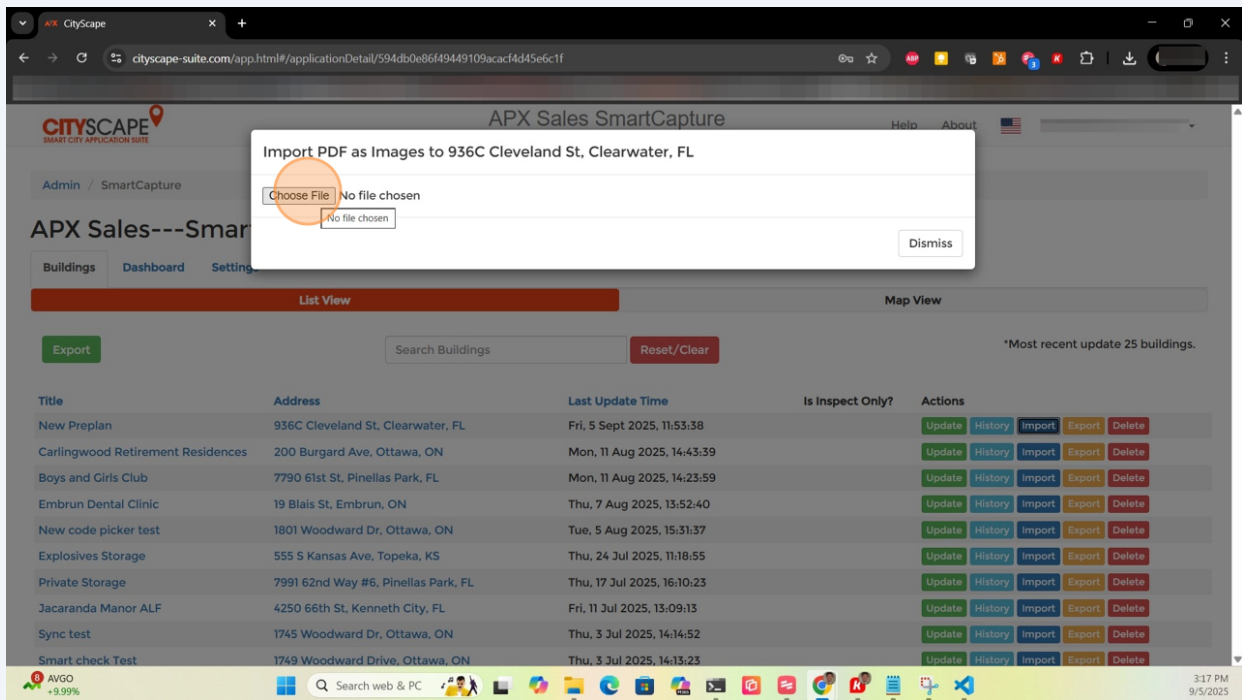 APX CityScape
cityscape-suite.com/app.html#/applicationDetail/594db0e86f49449109acacf4d45e6c1f
ABP
3
K
CITYSCAPE
SMART CITY APPLICATION SUITE
APX Sales SmartCapture
Help About
Import PDF as Images to 936C Cleveland St, Clearwater, FL
Choose File No file chosen
No file chosen
Dismiss
Admin / SmartCapture
APX Sales---Smar
Buildings Dashboard Settings
List View Map View
Export Search Buildings Reset/Clear *Most recent update 25 buildings.
Title Address Last Update Time Is Inspect Only? Actions
New Preplan 936C Cleveland St, Clearwater, FL Fri, 5 Sept 2025, 11:53:38 Update History Import Export Delete
Carlingwood Retirement Residences 200 Burgard Ave, Ottawa, ON Mon, 11 Aug 2025, 14:43:39 Update History Import Export Delete
Boys and Girls Club 7790 61st St, Pinellas Park, FL Mon, 11 Aug 2025, 14:23:59 Update History Import Export Delete
Embrun Dental Clinic 19 Blais St, Embrun, ON Thu, 7 Aug 2025, 13:52:40 Update History Import Export Delete
New code picker test 1801 Woodward Dr, Ottawa, ON Tue, 5 Aug 2025, 15:31:37 Update History Import Export Delete
Explosives Storage 555 S Kansas Ave, Topeka, KS Thu, 24 Jul 2025, 11:18:55 Update History Import Export Delete
Private Storage 7991 62nd Way #6, Pinellas Park, FL Thu, 17 Jul 2025, 16:10:23 Update History Import Export Delete
Jacaranda Manor ALF 4250 66th St, Kenneth City, FL Fri, 11 Jul 2025, 13:09:13 Update History Import Export Delete
Sync test 1745 Woodward Dr, Ottawa, ON Thu, 3 Jul 2025, 14:14:52 Update History Import Export Delete
Smart check Test 1749 Woodward Drive, Ottawa, ON Thu, 3 Jul 2025, 14:13:23 Update History Import Export Delete
8 AVGO
+9.99%
Search web & PC
3:17 PM
9/5/2025